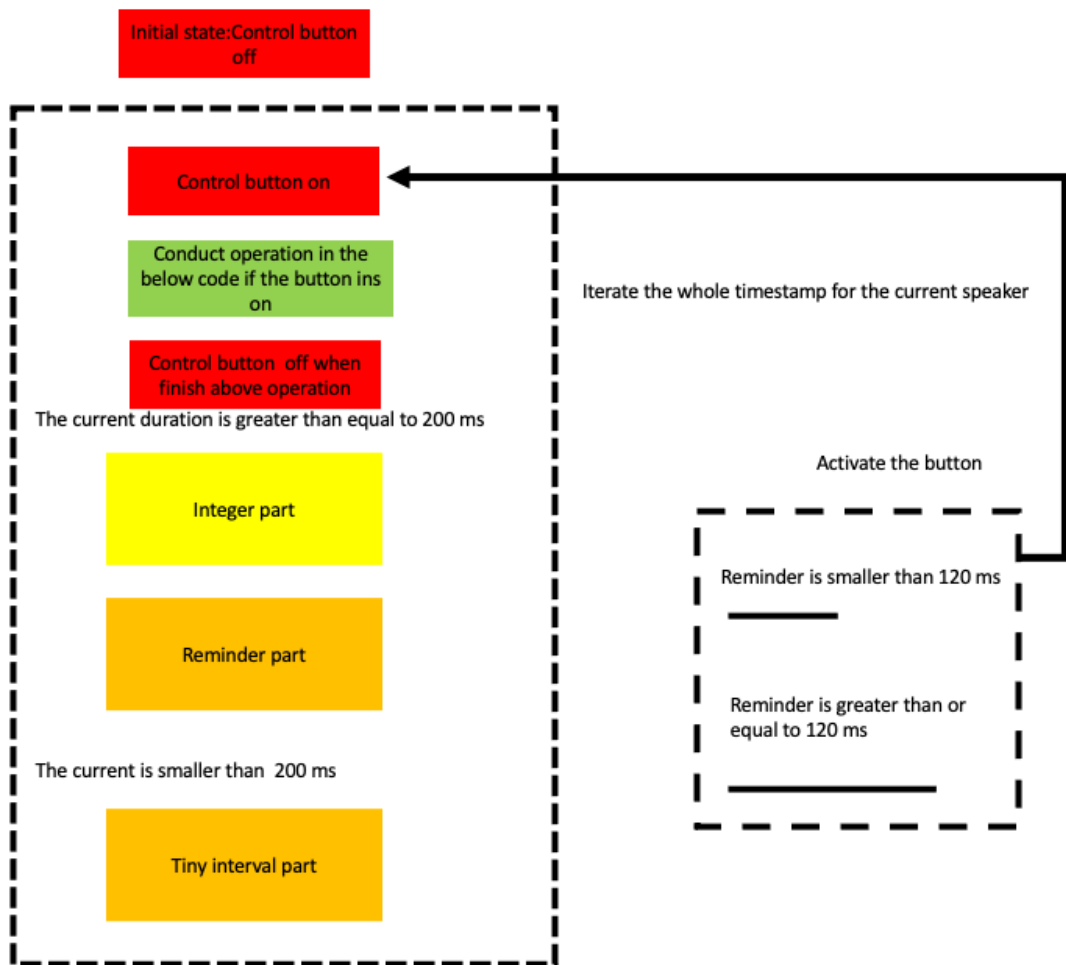 Initial state:Control button
off
Control button on
Conduct operation in the
below code if the button ins
on
Iterate the whole timestamp for the current speaker
Control button  off when
finish above operation
The current duration is greater than equal to 200 ms
Activate the button
Integer part
Reminder is smaller than 120 ms
Reminder part
Reminder is greater than or
equal to 120 ms
The current is smaller than  200 ms
Tiny interval part